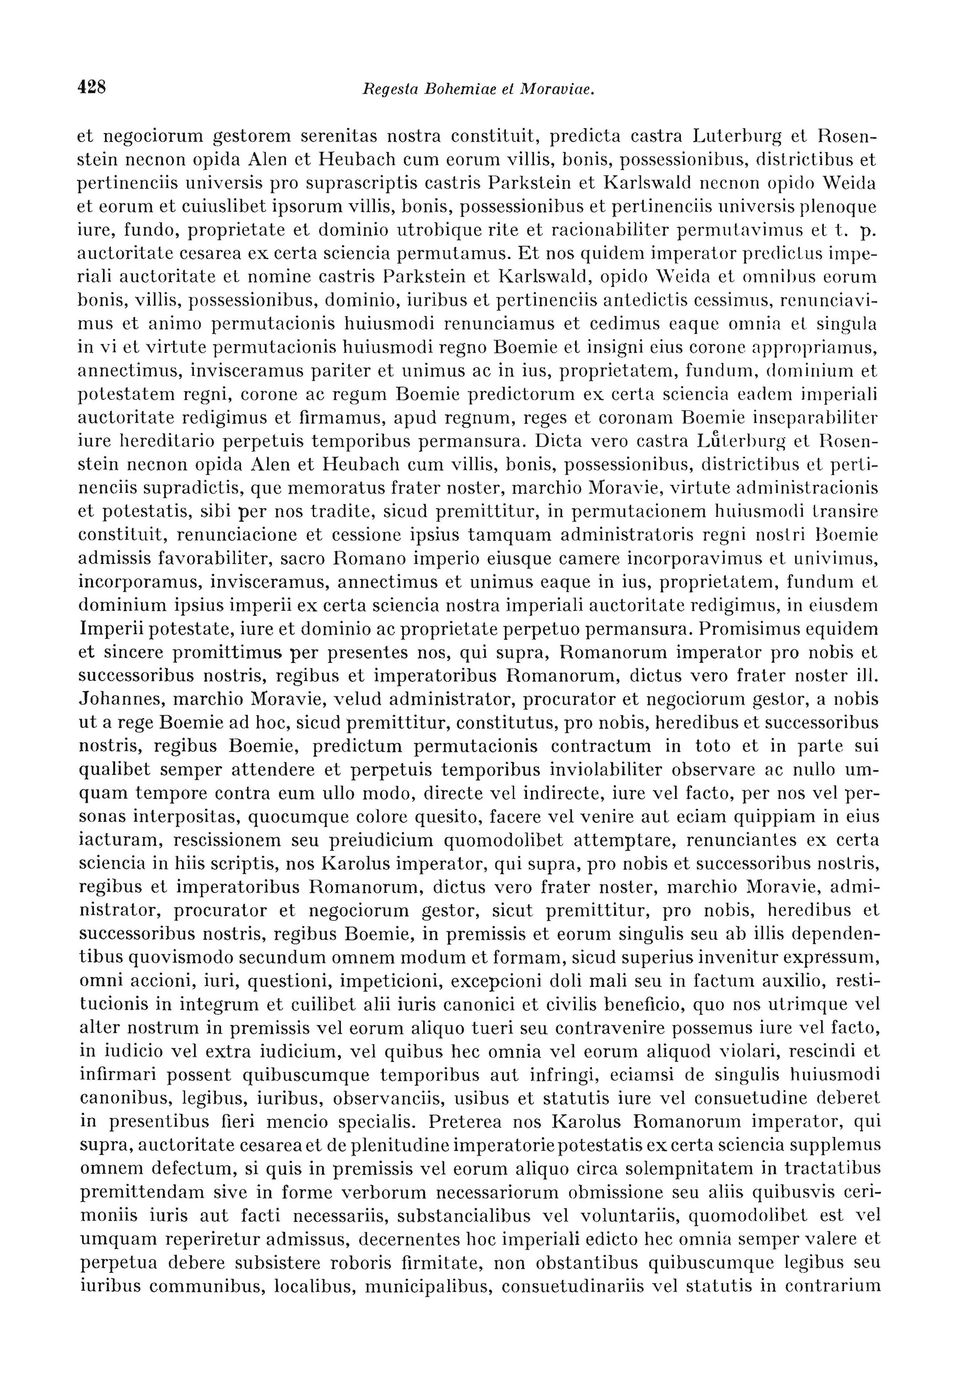 428 Regesta Bohemiae et Moraviae.
et negociorum gestorem serenitas nostra constituit, predicta castra Luterburg et Rosen-
stein necnon opida Alen et Heubach cum eorum villis, bonis, possessionibus, districtibus et
pertinenciis universis pro suprascriptis castris Parkstein et Karlswald necnon opido Weida
et eorum et cuiuslibet ipsorum villis, bonis, possessionibus et pertinenciis universis plenoque
iure, fundo, proprietate et dominio utrobique rite et racionabiliter permutavimus et t. p.
auctoritate cesarea ex certa sciencia permutamus. Et nos quidem imperator predictus impe-
riali auctoritate et nomine castris Parkstein et Karlswald, opido Weida et omnibus eorum
bonis, villis, possessionibus, dominio, iuribus et pertinenciis antedictis cessimus, renunciavi-
mus et animo permutacionis huiusmodi renunciamus et cedimus eaque omnia et singula
in vi et virtute permutacionis huiusmodi regno Boemie et insigni eius corone appropriamus,
annectimus, invisceramus pariter et unimus ac in ius, proprietatem, fundum, dominium et
potestatem regni, corone ac regum Boemie predictorum ex certa sciencia eadem imperiali
auctoritate redigimus et firmamus, apud regnum, reges et coronam Boemie inseparabiliter
iure hereditario perpetuis temporibus permansura. Dicta vero castra Lůterburg et Rosen-
stein necnon opida Alen et Heubach cum villis, bonis, possessionibus, districtibus et perti-
nenciis supradictis, que memoratus frater noster, marchio Moravie, virtute administracionis
et potestatis, sibi per nos tradite, sicud premittitur, in permutacionem huiusmodi transire
constituit, renunciacione et cessione ipsius tamquam administratoris regni nostri Boemie
admissis favorabiliter, sacro Romano imperio eiusque camere incorporavimus et univimus,
incorporamus, invisceramus, annectimus et unimus eaque in ius, proprietatem, fundum et
dominium ipsius imperii ex certa sciencia nostra imperiali auctoritate redigimus, in eiusdem
Imperii potestate, iure et dominio ac proprietate perpetuo permansura. Promisimus equidem
et sincere promittimus per presentes nos, qui supra, Romanorum imperator pro nobis et
successoribus nostris, regibus et imperatoribus Romanorum, dictus vero frater noster ill.
Johannes, marchio Moravie, velud administrator, procurator et negociorum gestor, a nobis
ut a rege Boemie ad hoc, sicud premittitur, constitutus, pro nobis, heredibus et successoribus
nostris, regibus Boemie, predictum permutacionis contractum in toto et in parte sui
qualibet semper attendere et perpetuis temporibus inviolabiliter observare ac nullo um-
quam tempore contra eum ullo modo, directe vel indirecte, iure vel facto, per nos vel per-
sonas interpositas, quocumque colore quesito, facere vel venire aut eciam quippiam in eius
iacturam, rescissionem seu preiudicium quomodolibet attemptare, renunciantes ex certa
sciencia in hiis scriptis, nos Karolus imperator, qui supra, pro nobis et successoribus nostris,
regibus et imperatoribus Romanorum, dictus vero frater noster, marchio Moravie, admi-
nistrator, procurator et negociorum gestor, sicut premittitur, pro nobis, heredibus et
successoribus nostris, regibus Boemie, in premissis et eorum singulis seu ab illis dependen-
tibus quovismodo secundum omnem modum et formam, sicud superius invenitur expressum,
omni accioni, iuri, questioni, impeticioni, excepcioni doli mali seu in factum auxilio, resti-
tucionis in integrum et cuilibet alii iuris canonici et civilis beneficio, quo nos utrimque vel
alter nostrum in premissis vel eorum aliquo tueri seu contravenire possemus iure vel facto,
in iudicio vel extra iudicium, vel quibus hec omnia vel eorum aliquod violari, rescindi et
infirmari possent quibuscumque temporibus aut infringi, eciamsi de singulis huiusmodi
canonibus, legibus, iuribus, observanciis, usibus et statutis iure vel consuetudine deberet
in presentibus fieri mencio specialis. Preterea nos Karolus Romanorum imperator, qui
supra, auctoritate cesarea et de plenitudine imperatorie potestatis ex certa sciencia supplemus
omnem defectum, si quis in premissis vel eorum aliquo circa solempnitatem in tractatibus
premittendam sive in forme verborum necessariorum obmissione seu aliis quibusvis ceri-
moniis iuris aut facti necessariis, substancialibus vel voluntariis, quomodolibet est vel
umquam reperiretur admissus, decernentes hoc imperiali edicto hec omnia semper valere et
perpetua debere subsistere roboris firmitate, non obstantibus quibuscumque legibus seu
iuribus communibus, localibus, municipalibus, consuetudinariis vel statutis in contrarium